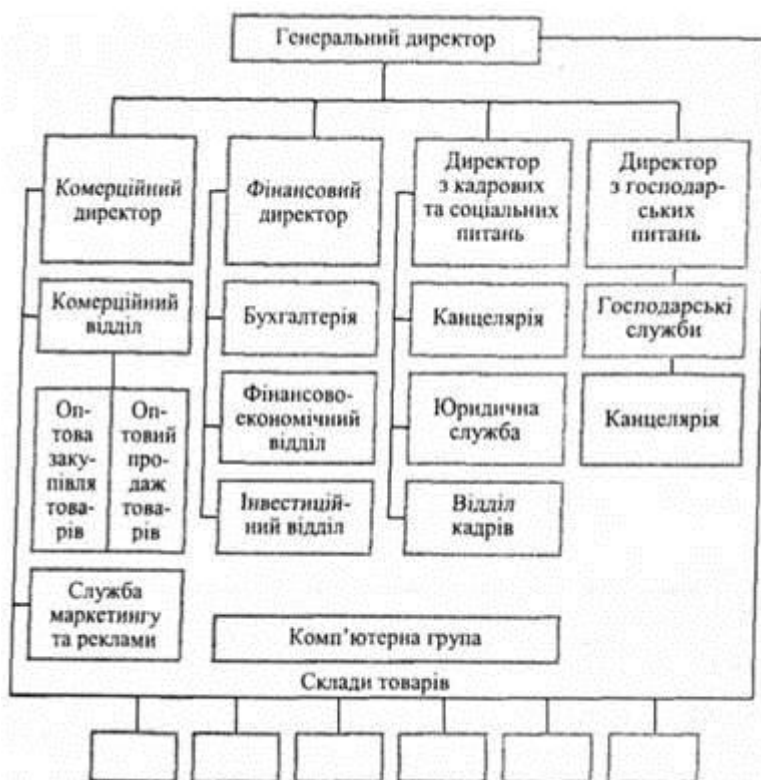 Генеральний директор
Комерційний
директор
Фінансовий
директор
Директор
з кадрових
та соціальних
питань
Директор
з господар-
ських
питань
Комерційний
відділ
Бухгалтерія
Канцелярія
Господарські
служби
Оп-
това
заку-
півля
това-
рів
Оп-
товий
про-
даж
това-
рів
Фінансово-
економічний
відділ
Юридична
служба
Канцелярія
Інвестицій-
ний відділ
Відділ
кадрів
Служба
маркетингу
та реклами
Комп’ютерна група
Склади товарів